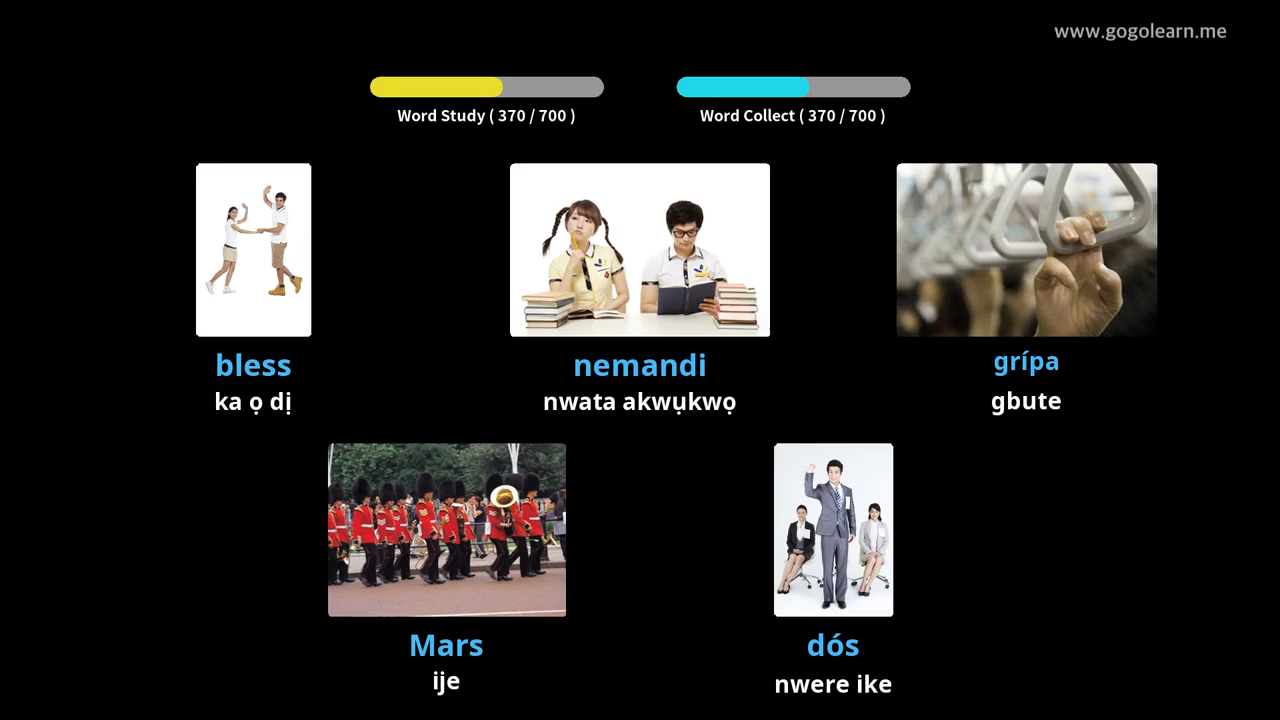 www.gogolearn.me
Word Study ( 370 / 700 )
Word Collect ( 370 / 700 )
bless
ka ọ dị
nemandi
nwata akwụkwọ
grípa
gbute
Mars
ije
dós
nwere ike